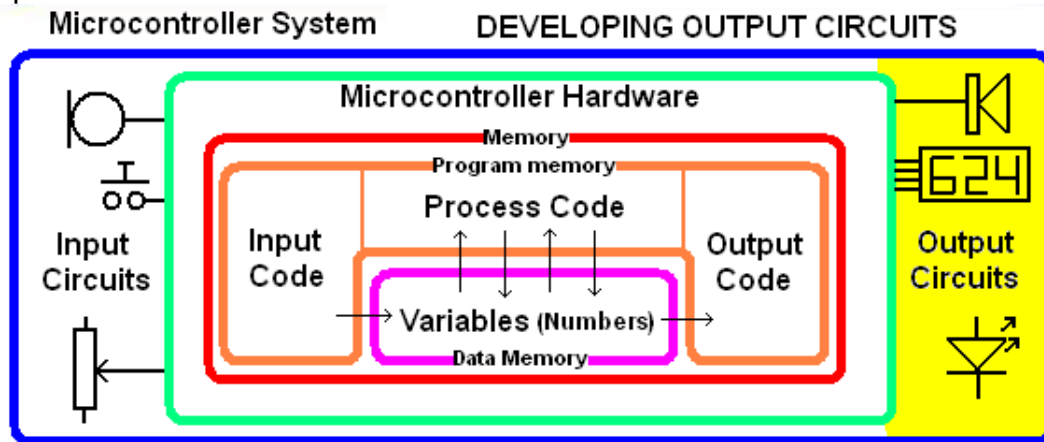 Microcontroller System
DEVELOPING OUTPUT CIRCUITS
Microcontroller Hardware
Memory
Program memory
Process Code
Input
Code
Output
Code
Variables (Numbers)
Data Memory
Input
Circuits
624
Output
Circuits